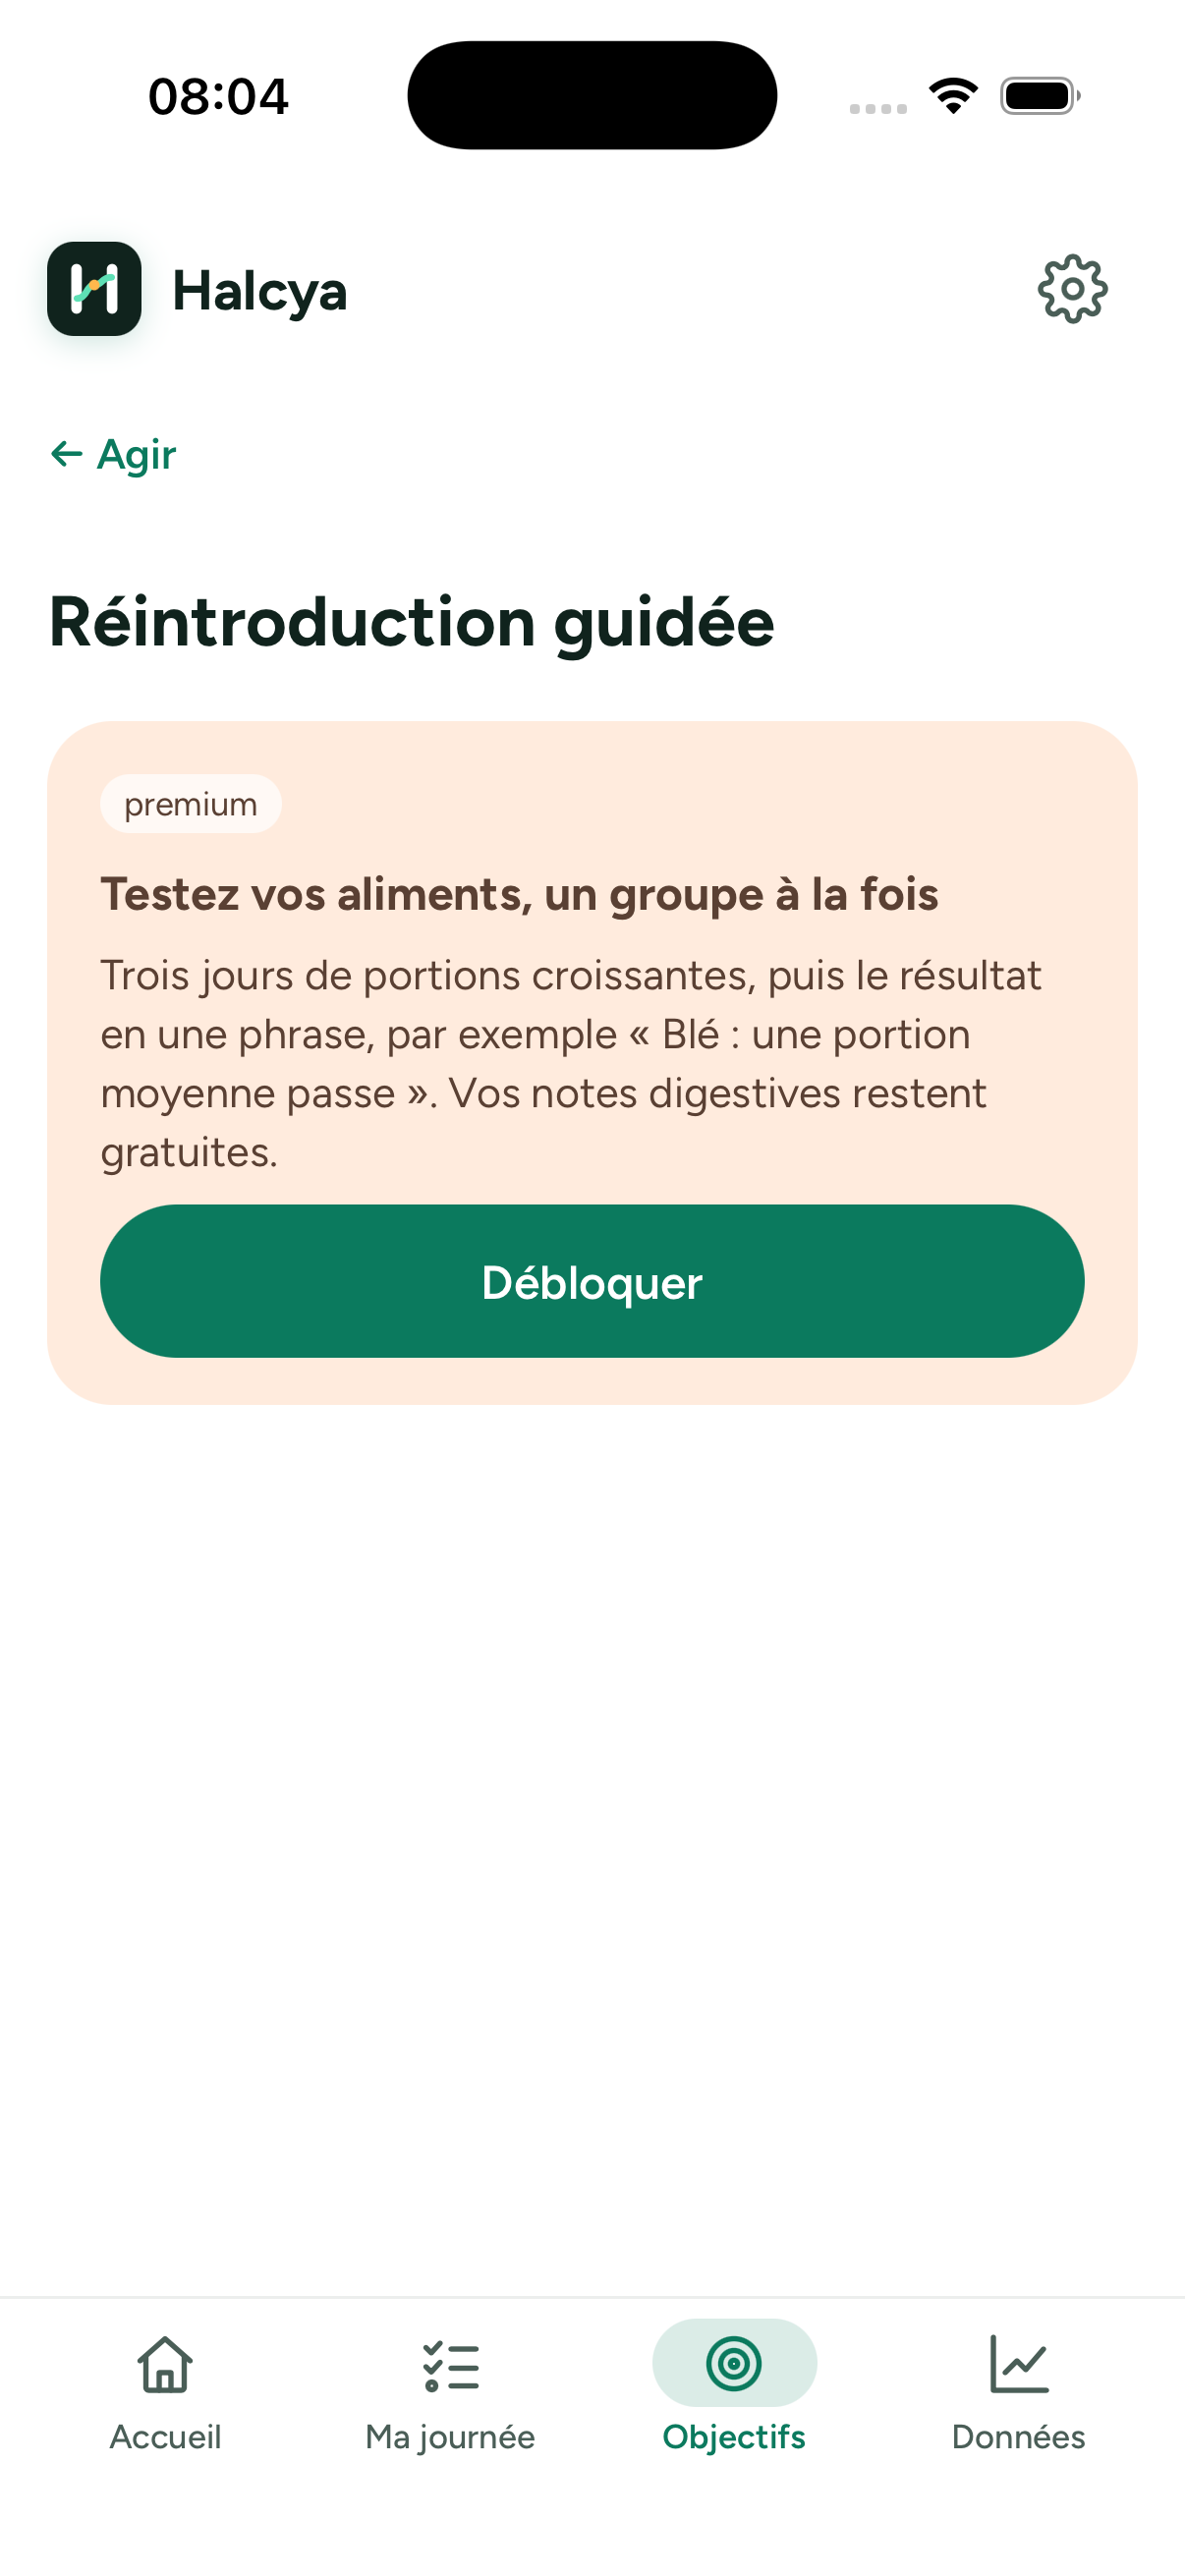 08:04
Halcya
← Agir
Réintroduction guidée
premium
Testez vos aliments, un groupe à la fois
Trois jours de portions croissantes, puis le résultat
en une phrase, par exemple « Blé : une portion
moyenne passe ». Vos notes digestives restent
gratuites.
Débloquer
Accueil
Ma journée
Objectifs
Données